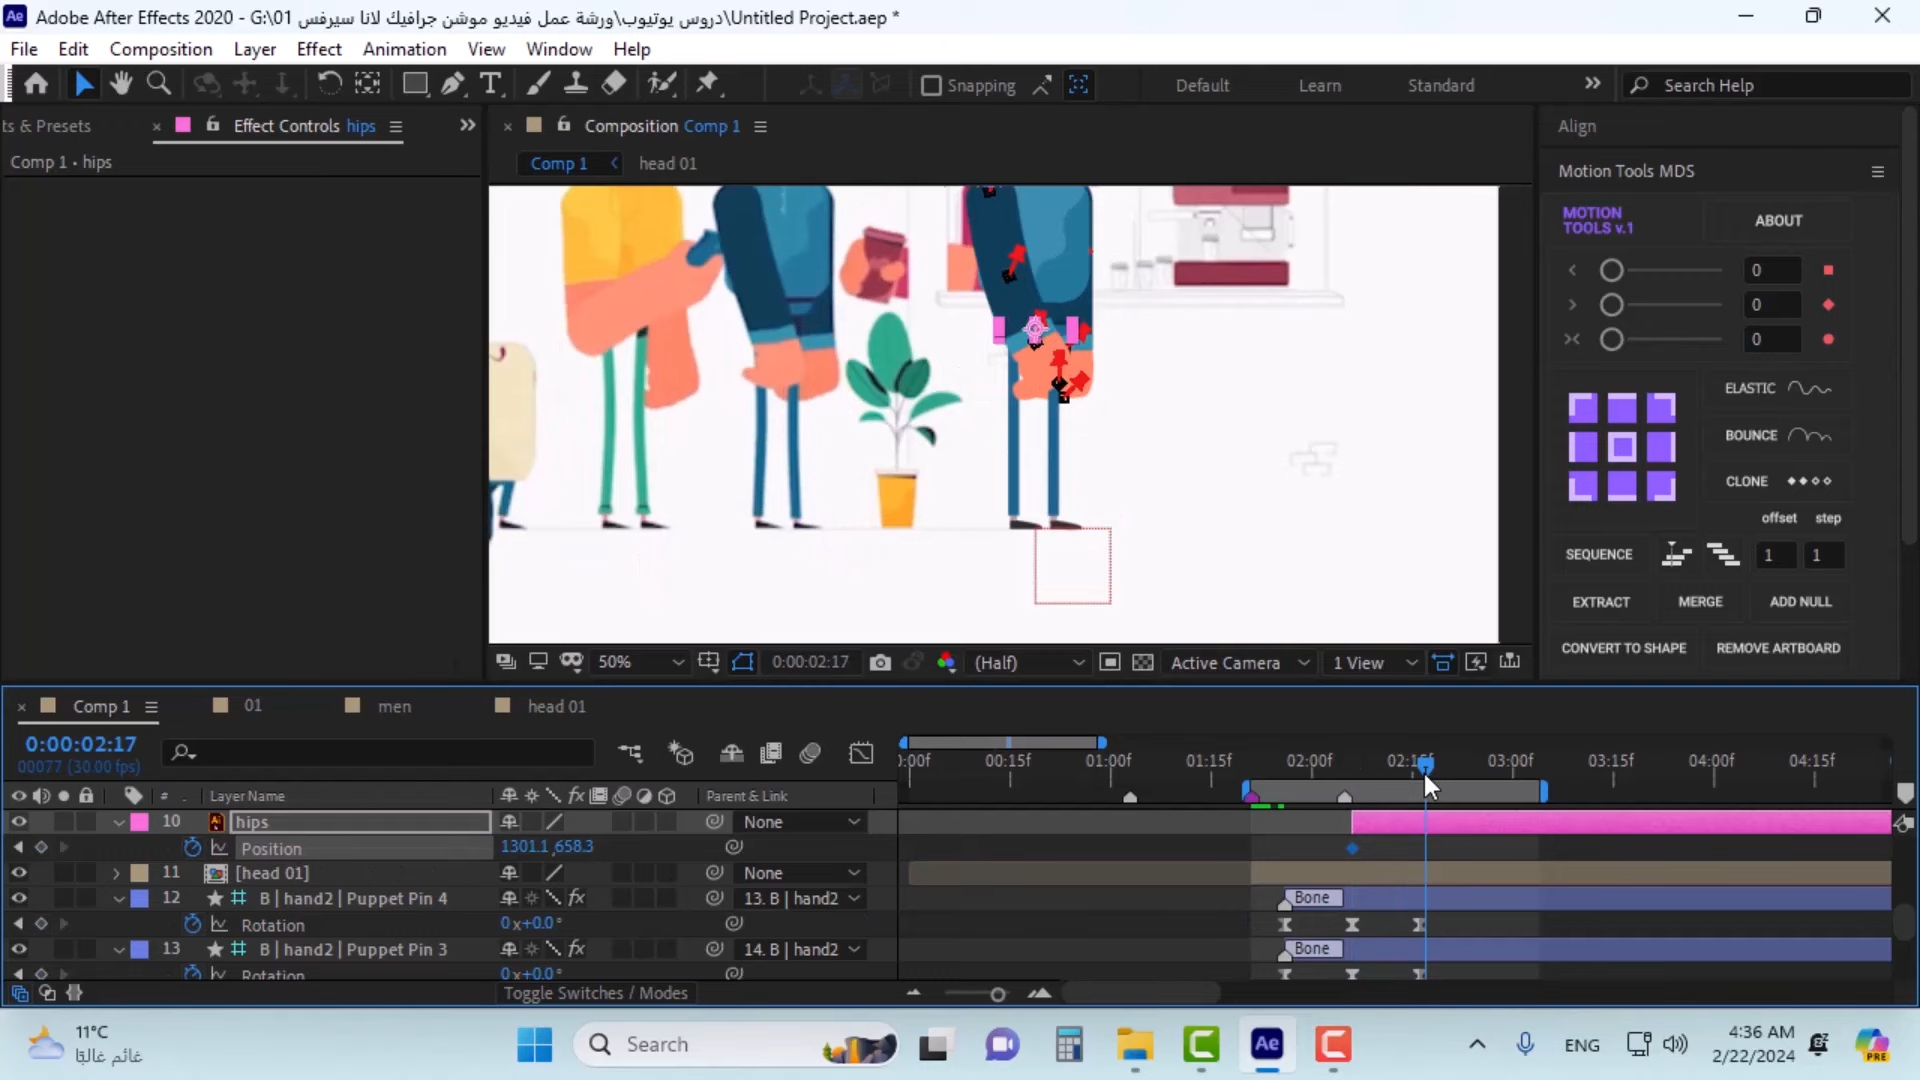 Adobe After Effects 2020 - G:\01 دروس يوتيوب\ورشة عمل فيديو موشن جرافيك لانا سيرفس\Untitled Project.aep *
File Edit Composition Layer Effect Animation View Window Help
Snapping Default Learn Standard Search Help
ts & Presets Effect Controls hips Composition Comp 1 Align
Comp 1 • hips Comp 1 head 01 Motion Tools MDS
MOTION TOOLS v.1 ABOUT
0
0
0
ELASTIC
BOUNCE
CLONE
offset step
SEQUENCE 1 1
EXTRACT MERGE ADD NULL
CONVERT TO SHAPE REMOVE ARTBOARD
50% 0:00:02:17 (Half) Active Camera 1 View
Comp 1 01 men head 01
0:00:02:17
00077 (30.00 fps)
:00f 00:15f 01:00f 01:15f 02:00f 02:15f 03:00f 03:15f 04:00f 04:15f
# Layer Name Parent & Link
10 hips None
Position 1301.1,658.3
11 [head 01] None
12 B | hand2 | Puppet Pin 4 13. B | hand2 Bone
Rotation 0x+0.0°
13 B | hand2 | Puppet Pin 3 14. B | hand2 Bone
Rotation 0x+0.0°
Toggle Switches / Modes
11°C
غائم غالبًا
Search
Ae
ENG
4:36 AM
2/22/2024
PRE